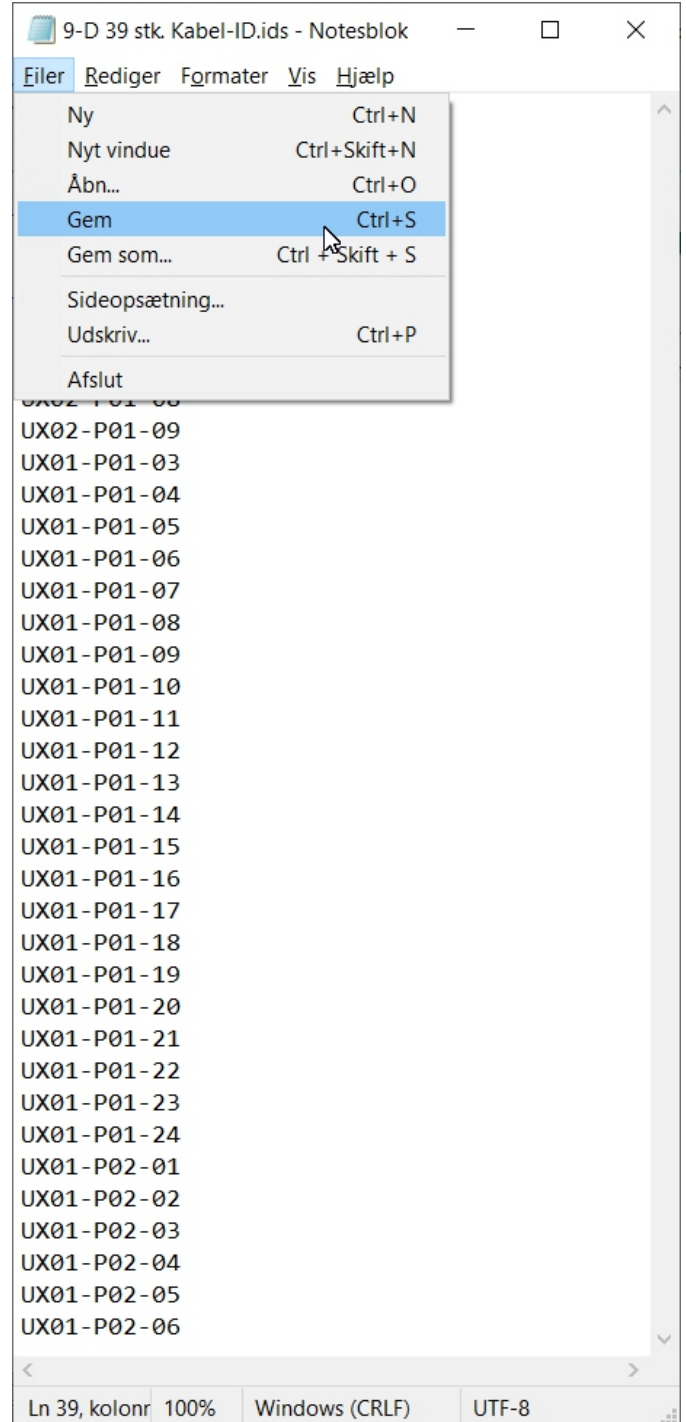 9-D 39 stk. Kabel-ID.ids - Notesblok
Filer Rediger Formater Vis Hjælp
Ny Ctrl+N
Nyt vindue Ctrl+Skift+N
Åbn... Ctrl+O
Gem Ctrl+S
Gem som... Ctrl + Skift + S
Sideopsætning...
Udskriv... Ctrl+P
Afslut
UX02-P01-08
UX02-P01-09
UX01-P01-03
UX01-P01-04
UX01-P01-05
UX01-P01-06
UX01-P01-07
UX01-P01-08
UX01-P01-09
UX01-P01-10
UX01-P01-11
UX01-P01-12
UX01-P01-13
UX01-P01-14
UX01-P01-15
UX01-P01-16
UX01-P01-17
UX01-P01-18
UX01-P01-19
UX01-P01-20
UX01-P01-21
UX01-P01-22
UX01-P01-23
UX01-P01-24
UX01-P02-01
UX01-P02-02
UX01-P02-03
UX01-P02-04
UX01-P02-05
UX01-P02-06
Ln 39, kolonr 100% Windows (CRLF) UTF-8